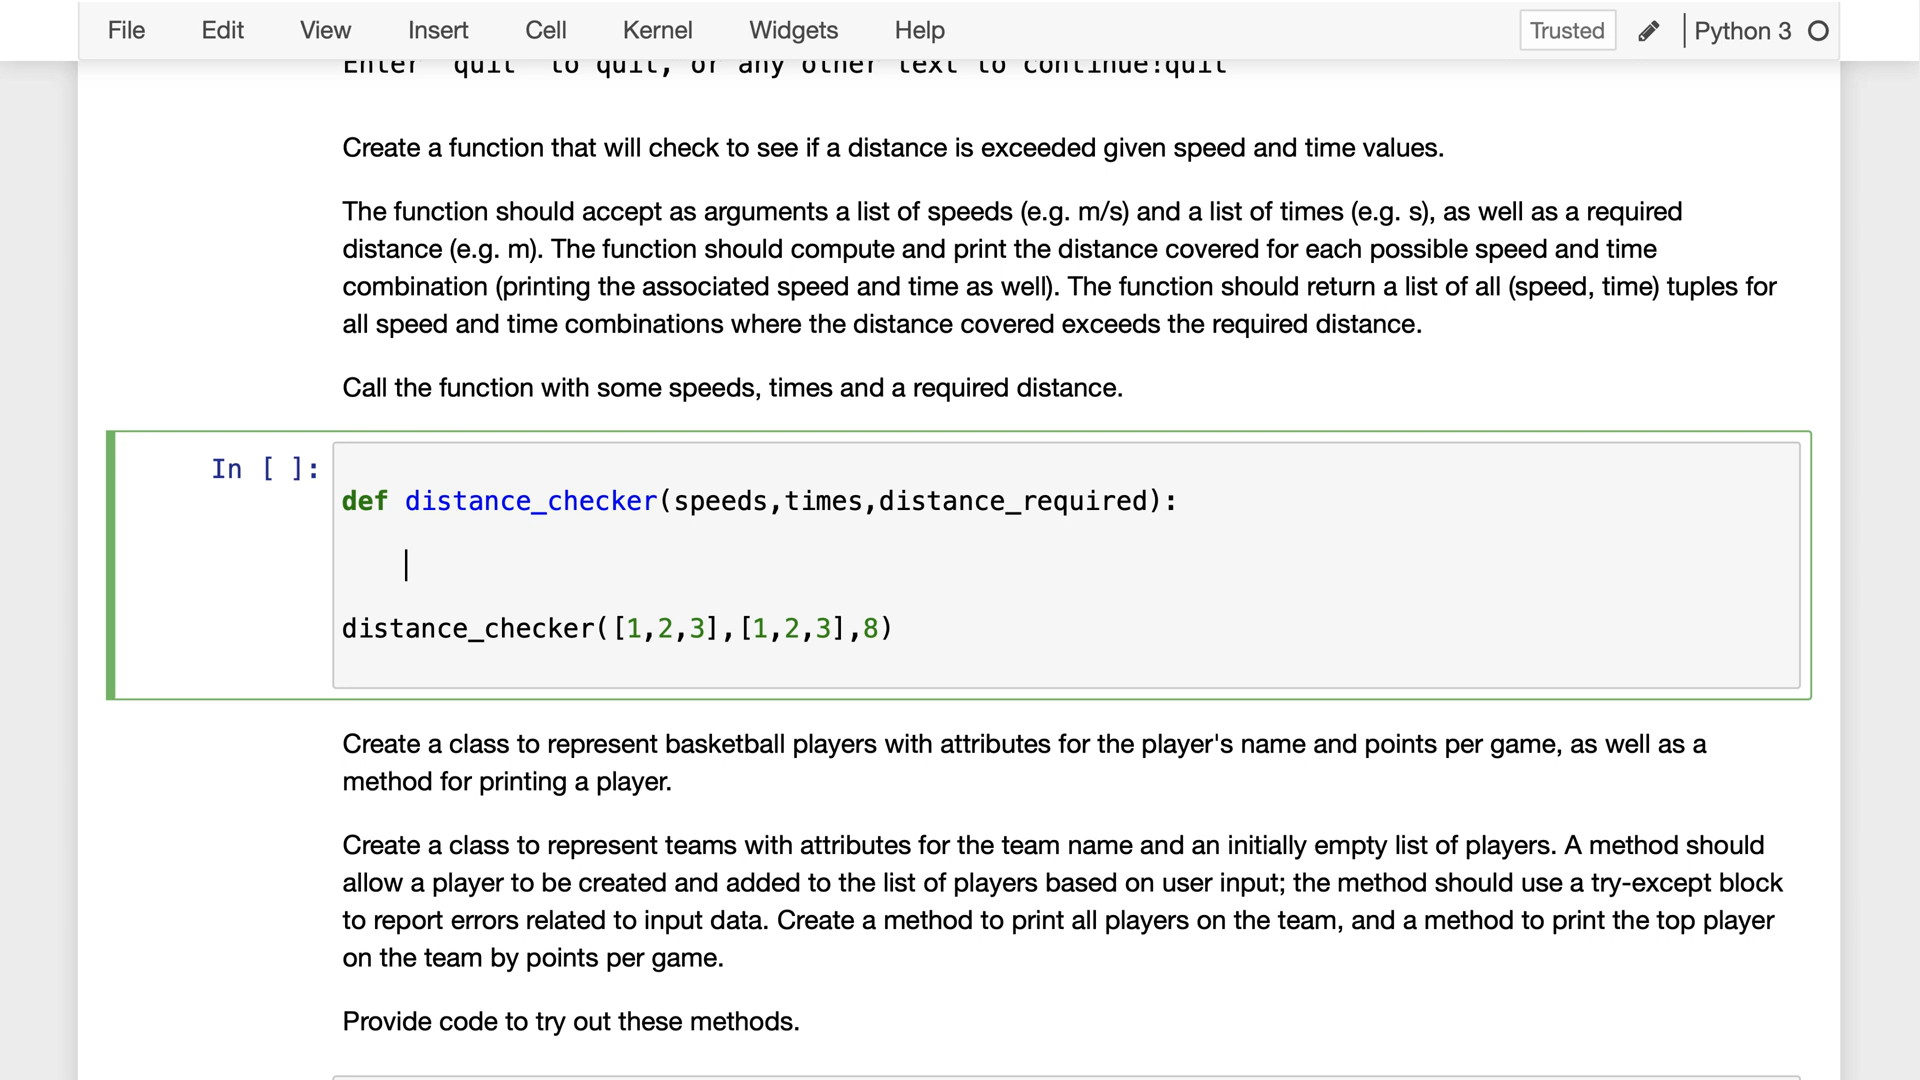 File Edit View Insert Cell Kernel Widgets Help Trusted Python 3
Enter "quit" to quit, or any other text to continue:quit
Create a function that will check to see if a distance is exceeded given speed and time values.
The function should accept as arguments a list of speeds (e.g. m/s) and a list of times (e.g. s), as well as a required
distance (e.g. m). The function should compute and print the distance covered for each possible speed and time
combination (printing the associated speed and time as well). The function should return a list of all (speed, time) tuples for
all speed and time combinations where the distance covered exceeds the required distance.
Call the function with some speeds, times and a required distance.
In [ ]:
def distance_checker(speeds,times,distance_required):
distance_checker([1,2,3],[1,2,3],8)
Create a class to represent basketball players with attributes for the player's name and points per game, as well as a
method for printing a player.
Create a class to represent teams with attributes for the team name and an initially empty list of players. A method should
allow a player to be created and added to the list of players based on user input; the method should use a try-except block
to report errors related to input data. Create a method to print all players on the team, and a method to print the top player
on the team by points per game.
Provide code to try out these methods.